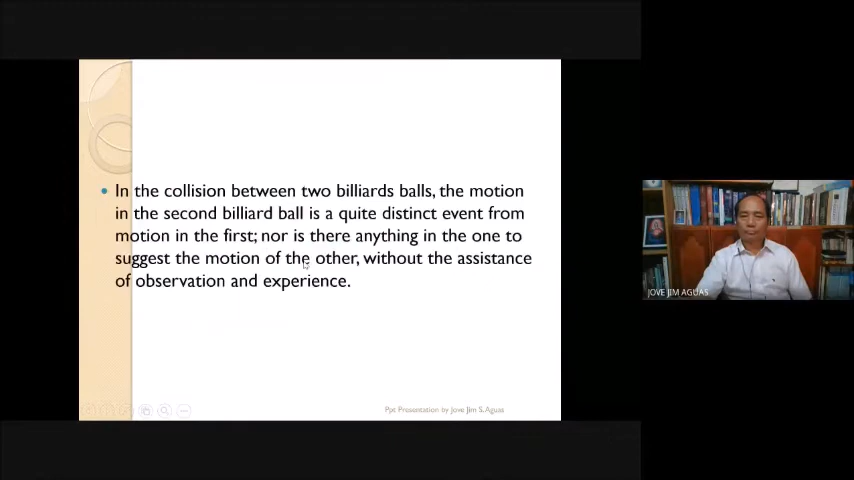 In the collision between two billiards balls, the motion
in the second billiard ball is a quite distinct event from
motion in the first; nor is there anything in the one to
suggest the motion of the other, without the assistance
of observation and experience.
Ppt Presentation by Jove Jim S. Aguas
JOVE JIM AGUAS